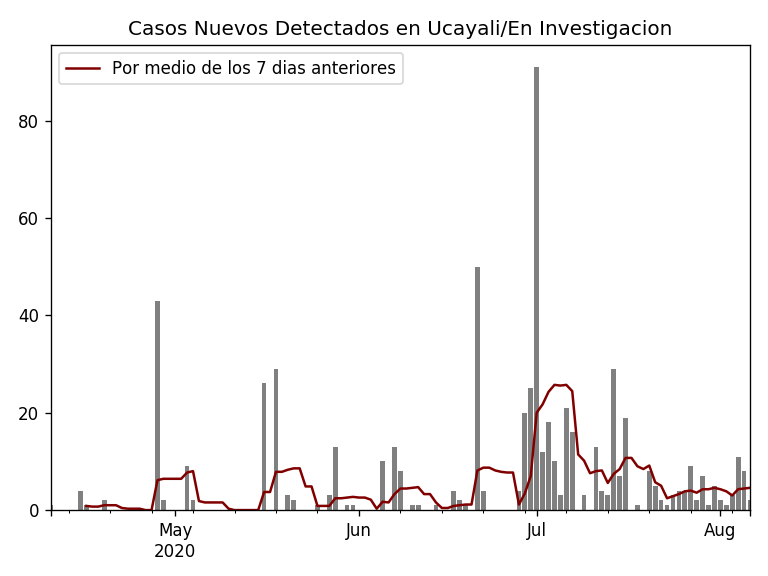 Casos Nuevos Detectados en Ucayali/En Investigacion
Por medio de los 7 dias anteriores
80
60
40
20
0
May Jun Jul Aug
2020